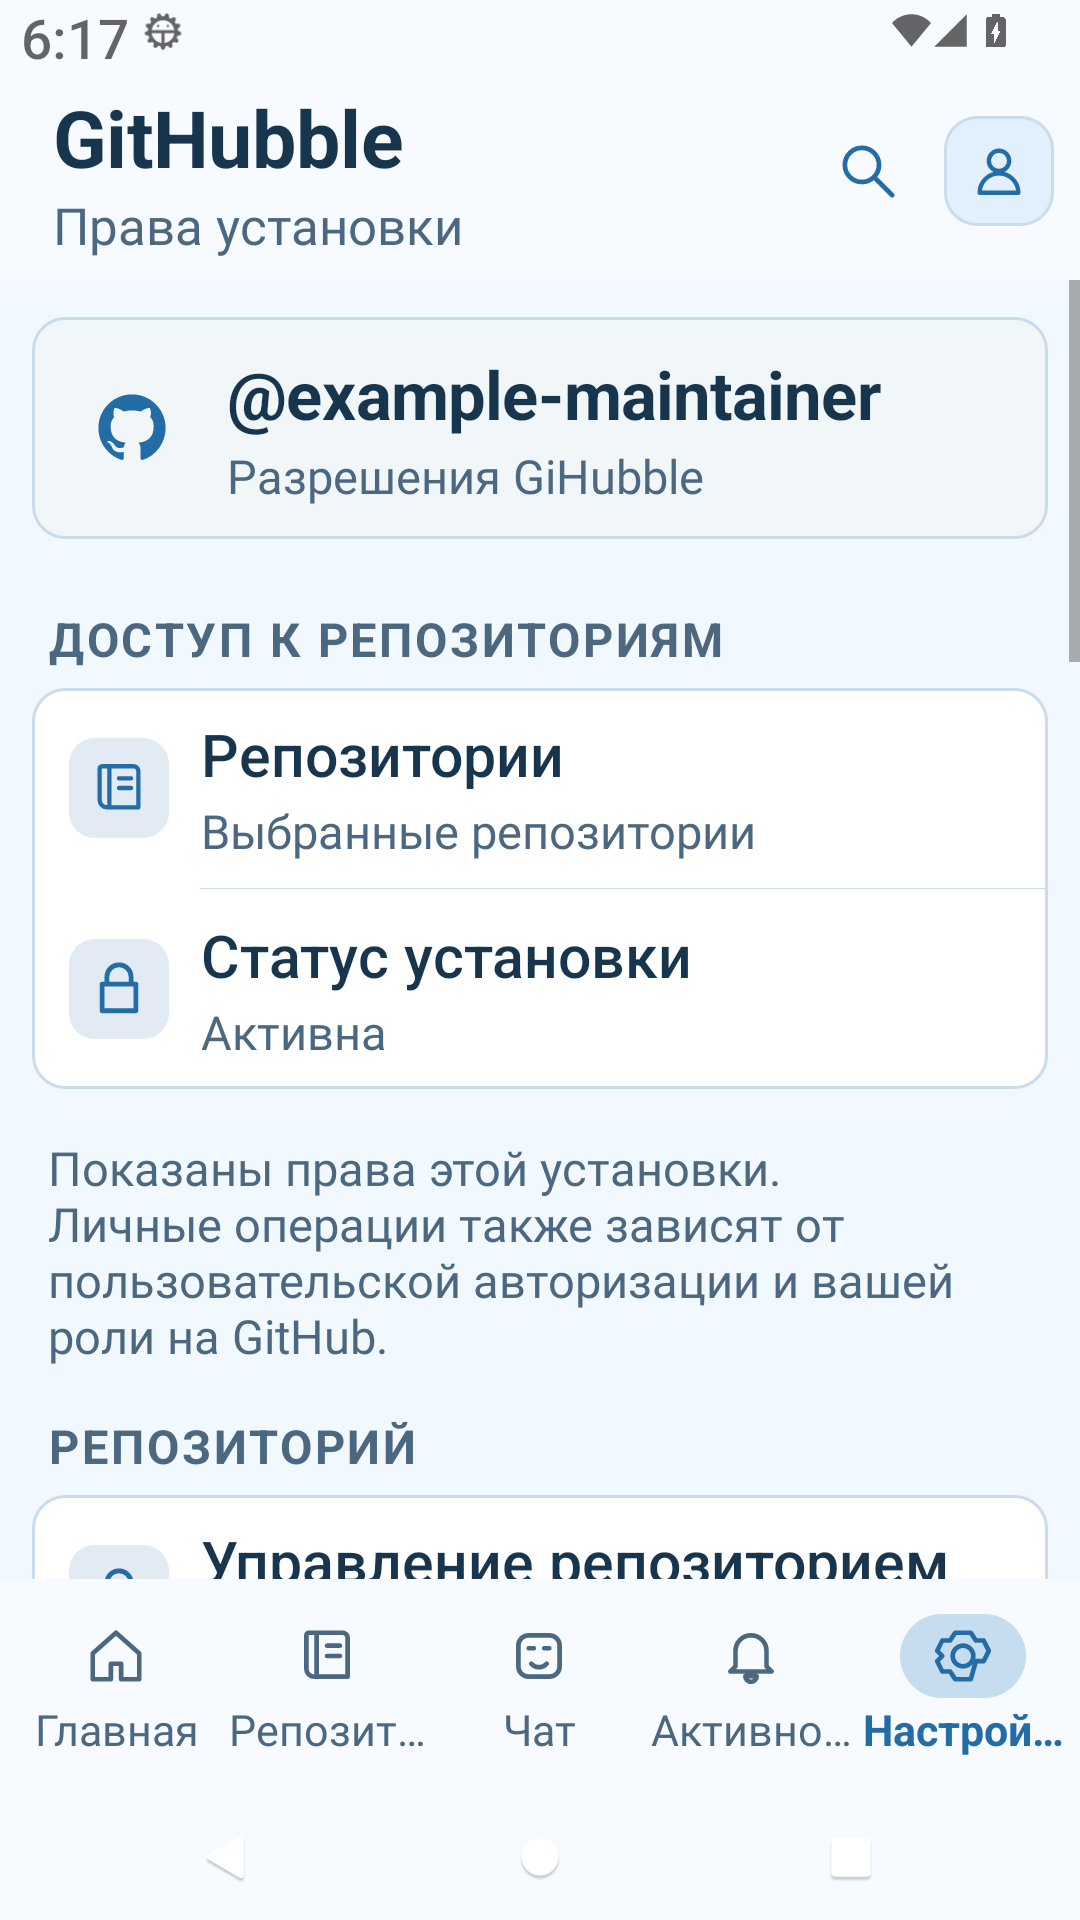 6:17
GitHubble
Права установки
@example-maintainer
Разрешения GiHubble
ДОСТУП К РЕПОЗИТОРИЯМ
Репозитории
Выбранные репозитории
Статус установки
Активна
Показаны права этой установки.
Личные операции также зависят от
пользовательской авторизации и вашей
роли на GitHub.
РЕПОЗИТОРИЙ
Управление репозиторием
Главная
Репозит...
Чат
Активно...
Настрой...